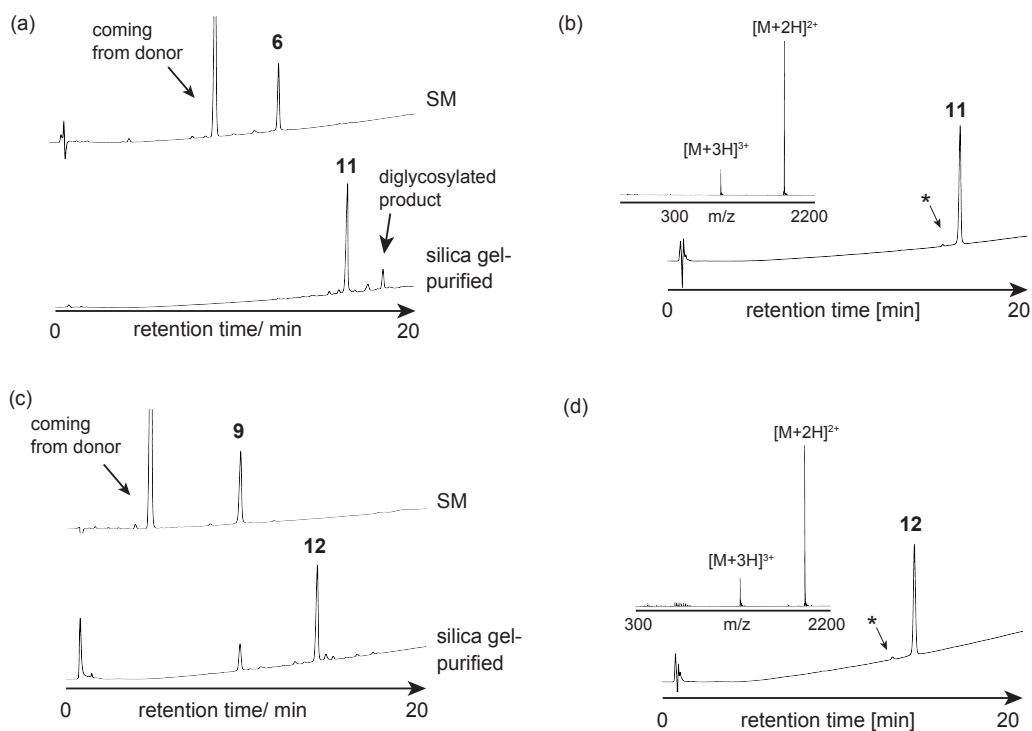 (a)
coming
from donor
6
SM
11
diglycosylated
product
silica gel-
purified
0
20
retention time/ min
(b)
[M+2H]²⁺
[M+3H]³⁺
11
*
300
m/z
2200
0
retention time [min]
20
(c)
coming
from donor
9
SM
12
silica gel-
purified
0
retention time/ min
20
(d)
[M+2H]²⁺
12
[M+3H]³⁺
*
300
m/z
2200
0
retention time [min]
20